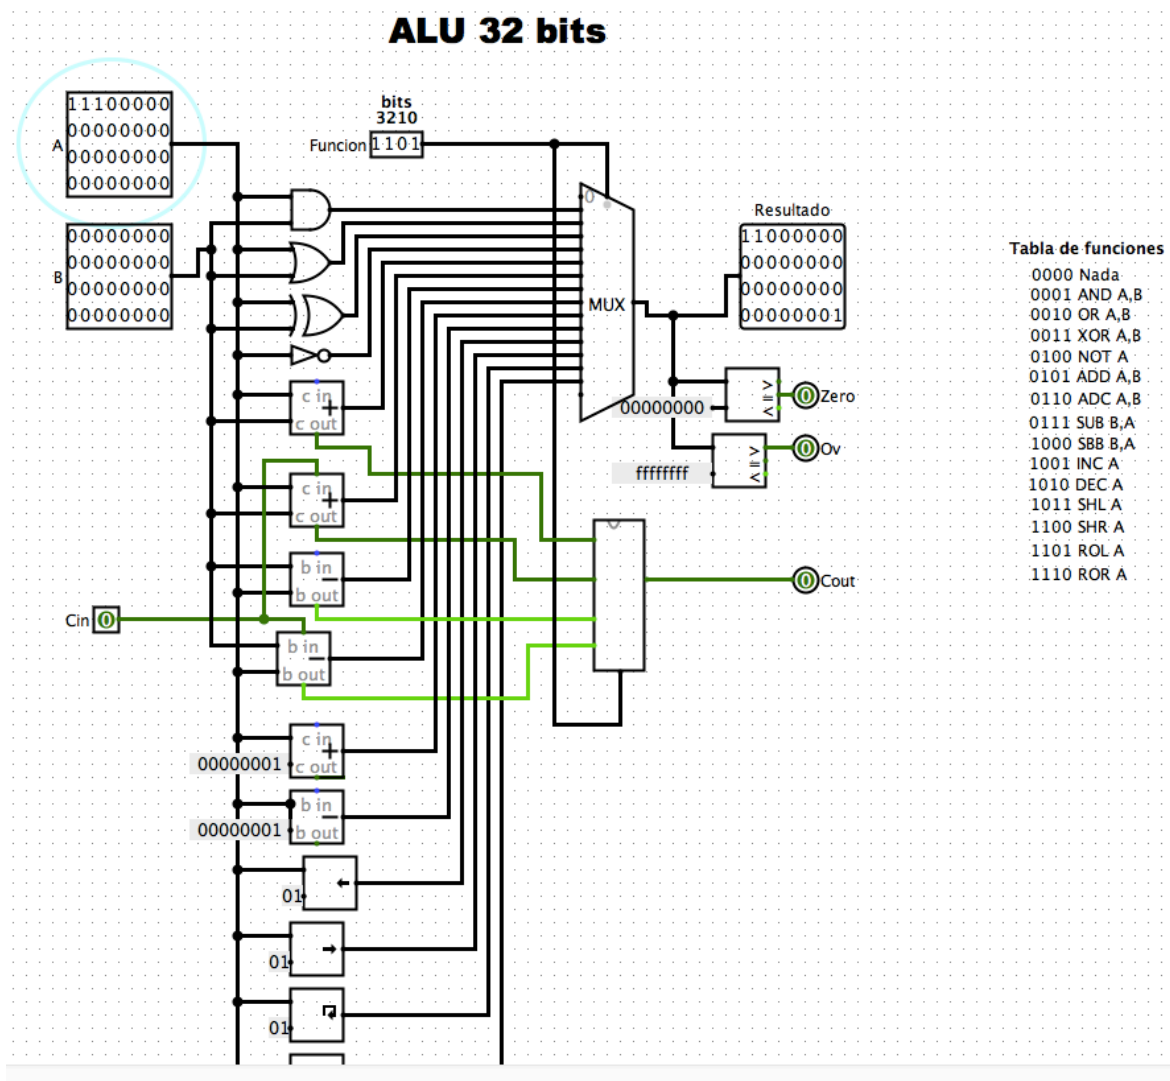 ALU 32 bits
bits
3210
Funcion 1101
A
11100000
00000000
00000000
00000000
B
00000000
00000000
00000000
00000000
0
MUX
Resultado
11000000
00000000
00000000
00000001
Tabla de funciones
0000 Nada
0001 AND A,B
0010 OR A,B
0011 XOR A,B
0100 NOT A
0101 ADD A,B
0110 ADC A,B
0111 SUB B,A
1000 SBB B,A
1001 INC A
1010 DEC A
1011 SHL A
1100 SHR A
1101 ROL A
1110 ROR A
c in
+
c out
00000000
> = <
0 Zero
> = <
0 Ov
ffffffff
c in
+
c out
b in
−
b out
0 Cout
Cin 0
b in
−
b out
c in
+
00000001 c out
b in
−
00000001 b out
01
01
01